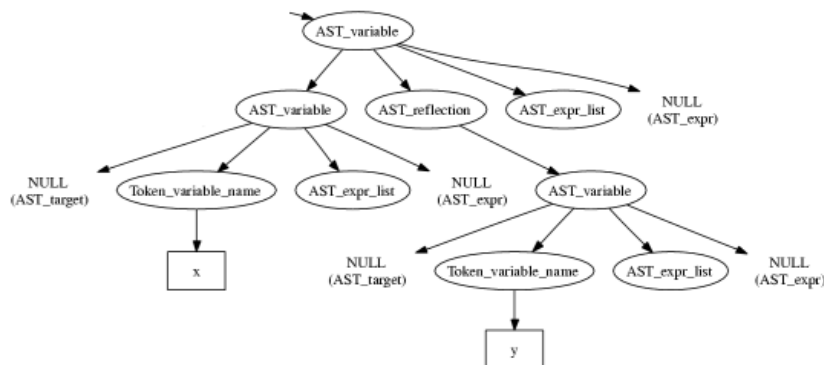 AST_variable
AST_variable
AST_reflection
AST_expr_list
NULL
(AST_expr)
NULL
(AST_target)
Token_variable_name
AST_expr_list
NULL
(AST_expr)
AST_variable
x
NULL
(AST_target)
Token_variable_name
AST_expr_list
NULL
(AST_expr)
y